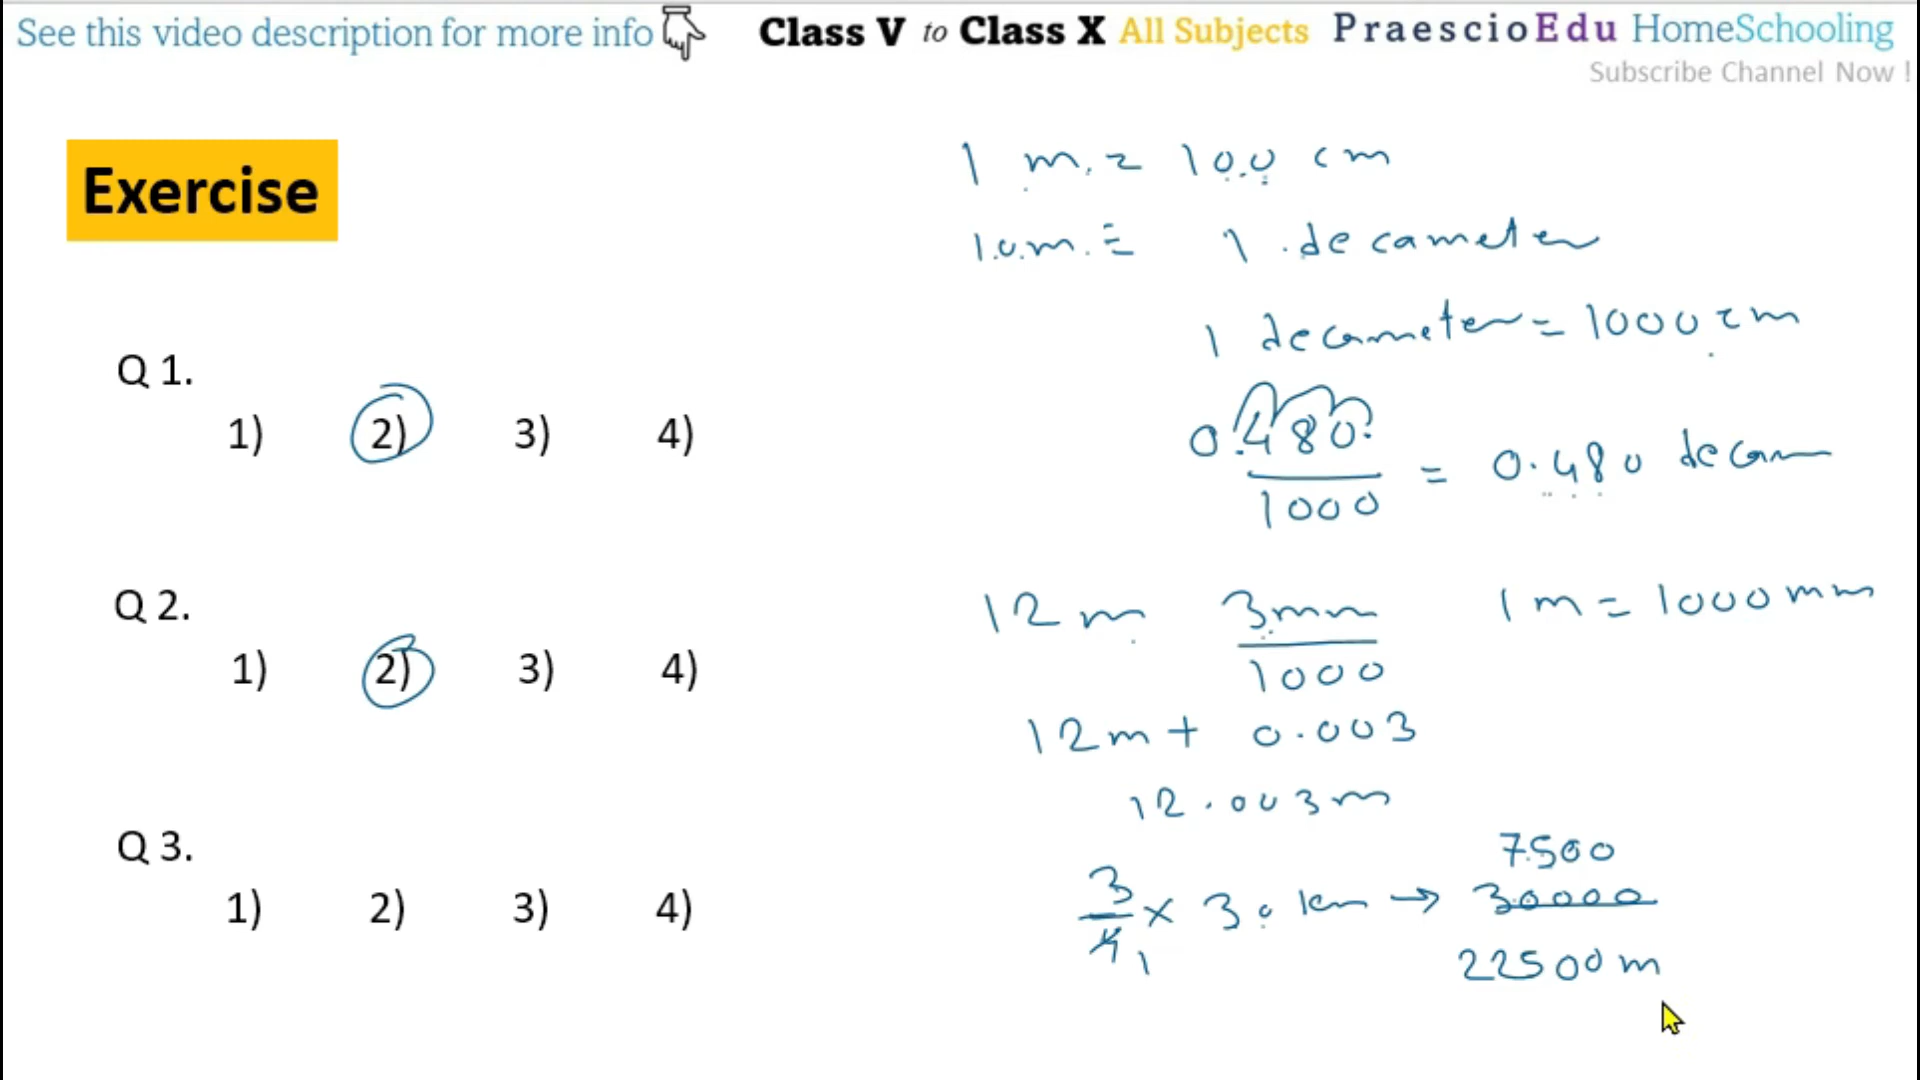 See this video description for more info Class V to Class X All Subjects PraescioEdu HomeSchooling
Subscribe Channel Now !
Exercise
1 m. = 100 cm
10 m. = 1 decameter
1 decameter = 1000 cm
Q 1.
1) 2) 3) 4)
0.480.
1000
= 0.480 decam
Q 2.
1) 2) 3) 4)
12 m 3mm
1000
1 m = 1000 mm
12m + 0.003
12.003m
Q 3.
1) 2) 3) 4)
7500
3/4 × 30 km → 30000
1
22500 m